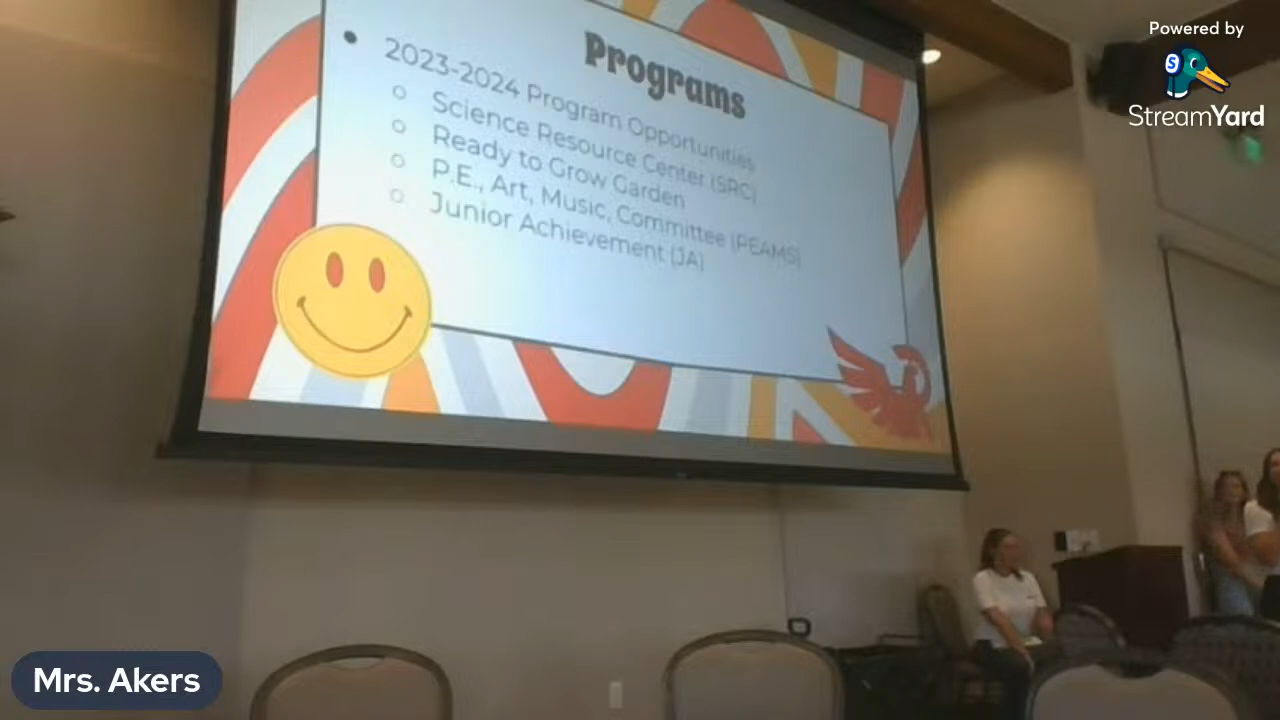 Powered by
StreamYard
Programs
2023-2024 Program Opportunities
Science Resource Center (SRC)
Ready to Grow Garden
P.E., Art, Music, Committee (PEAMS)
Junior Achievement (JA)
Mrs. Akers